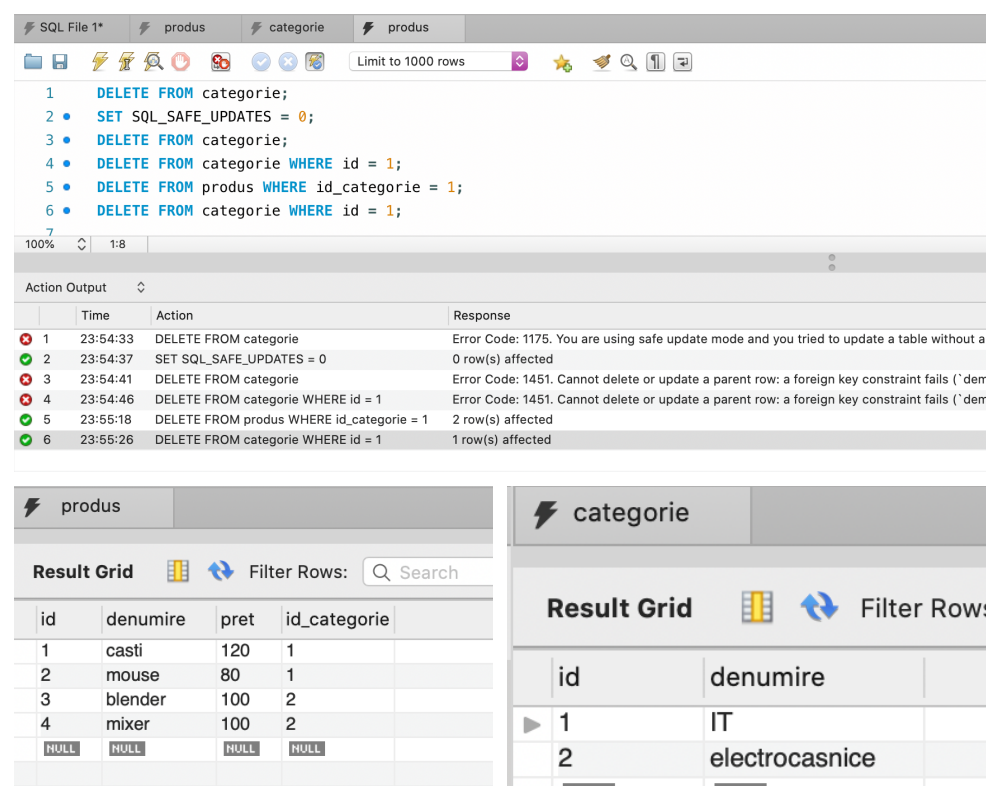 SQL File 1* produs categorie produs
Limit to 1000 rows
1 DELETE FROM categorie;
2 SET SQL_SAFE_UPDATES = 0;
3 DELETE FROM categorie;
4 DELETE FROM categorie WHERE id = 1;
5 DELETE FROM produs WHERE id_categorie = 1;
6 DELETE FROM categorie WHERE id = 1;
7
100% 1:8
Action Output
Time Action Response
1 23:54:33 DELETE FROM categorie Error Code: 1175. You are using safe update mode and you tried to update a table without a
2 23:54:37 SET SQL_SAFE_UPDATES = 0 0 row(s) affected
3 23:54:41 DELETE FROM categorie Error Code: 1451. Cannot delete or update a parent row: a foreign key constraint fails (`dem
4 23:54:46 DELETE FROM categorie WHERE id = 1 Error Code: 1451. Cannot delete or update a parent row: a foreign key constraint fails (`dem
5 23:55:18 DELETE FROM produs WHERE id_categorie = 1 2 row(s) affected
6 23:55:26 DELETE FROM categorie WHERE id = 1 1 row(s) affected
produs
Result Grid Filter Rows: Search
id denumire pret id_categorie
1 casti 120 1
2 mouse 80 1
3 blender 100 2
4 mixer 100 2
NULL NULL NULL NULL
categorie
Result Grid Filter Rows
id denumire
1 IT
2 electrocasnice